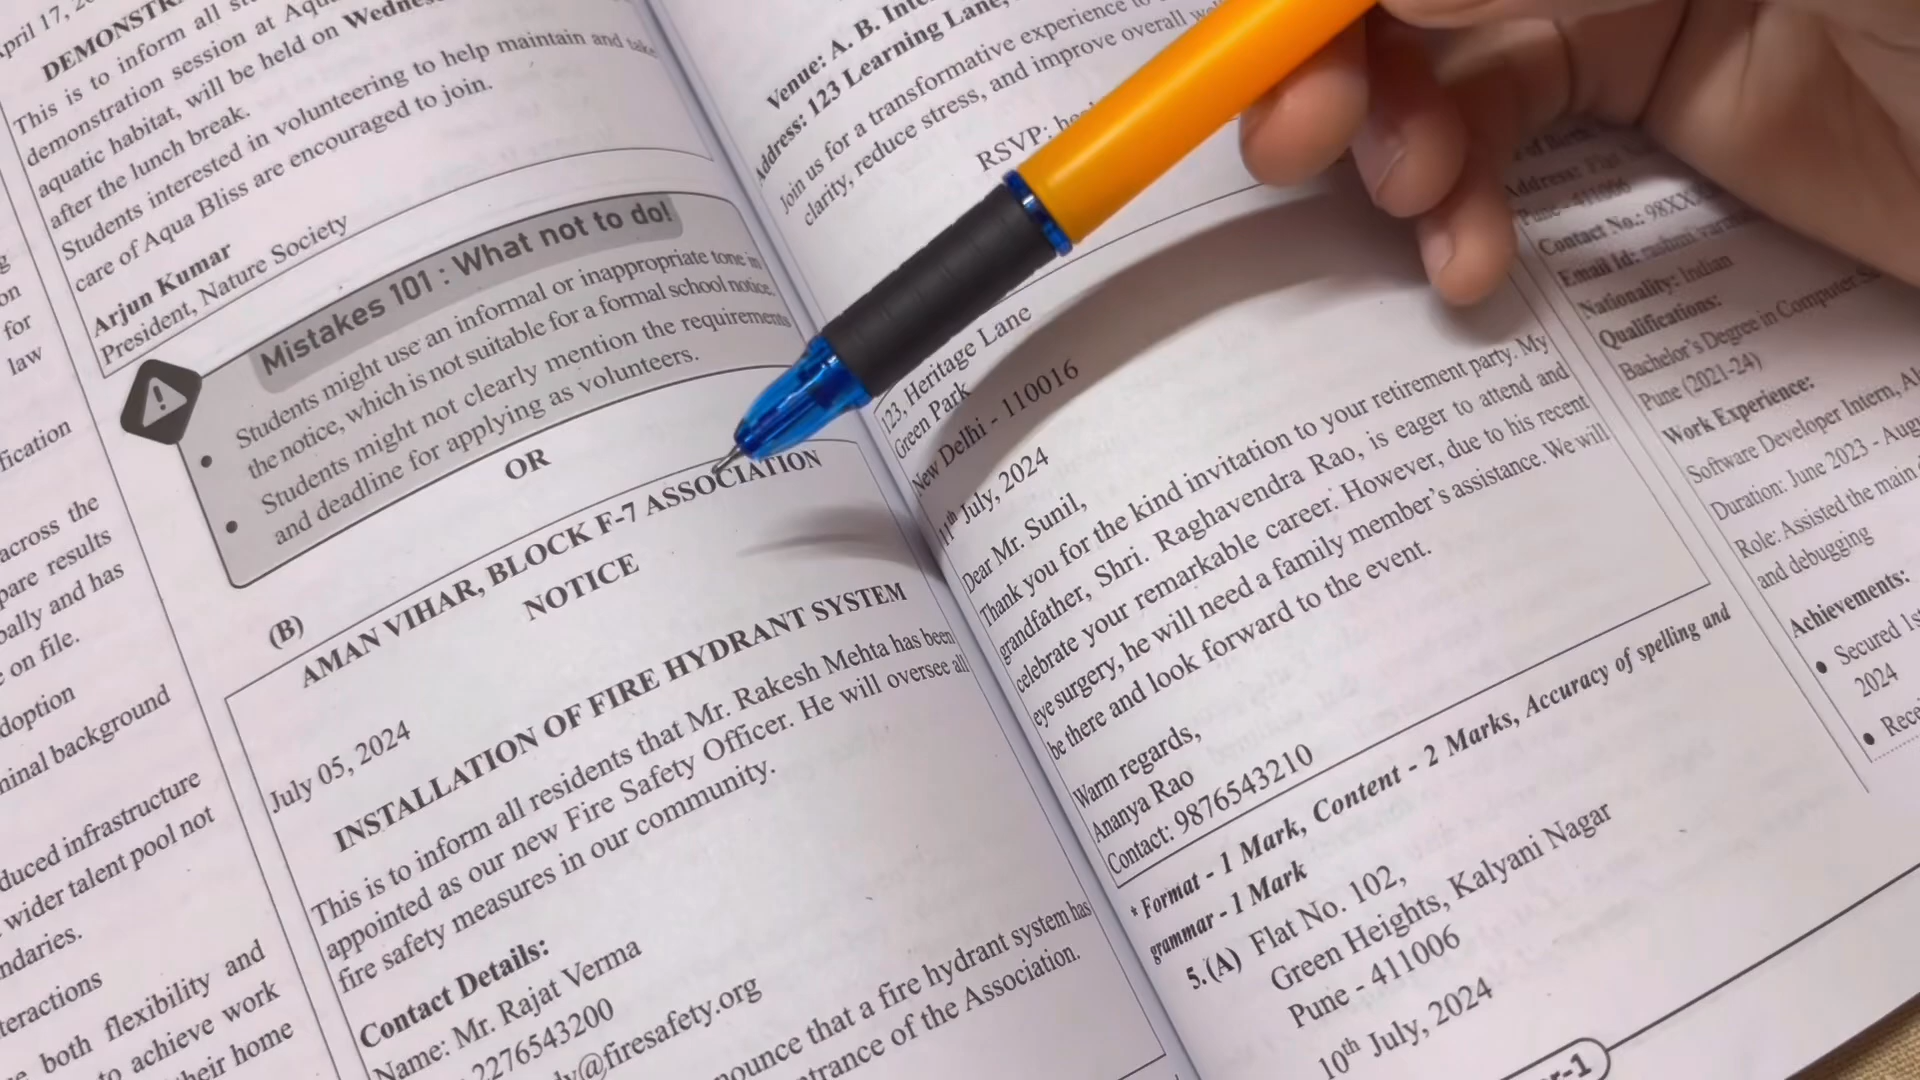 April 17, 20
DEMONSTR
This is to inform all st
demonstration session at Aqu
aquatic habitat, will be held on Wednes
after the lunch break.
Students interested in volunteering to help maintain and take
care of Aqua Bliss are encouraged to join.
Arjun Kumar
President, Nature Society
Mistakes 101 : What not to do!
• Students might use an informal or inappropriate tone in
the notice, which is not suitable for a formal school notice.
• Students might not clearly mention the requirements
and deadline for applying as volunteers.
OR
(B)
AMAN VIHAR, BLOCK F-7 ASSOCIATION
NOTICE
July 05, 2024
INSTALLATION OF FIRE HYDRANT SYSTEM
This is to inform all residents that Mr. Rakesh Mehta has been
appointed as our new Fire Safety Officer. He will oversee all
fire safety measures in our community.
Contact Details:
Name: Mr. Rajat Verma
2276543200
@firesafety.org
nounce that a fire hydrant system has
ntrance of the Association.
on
for
law
fication
across the
pare results
bally and has
on file.
doption
minal background
duced infrastructure
wider talent pool not
ndaries.
teractions
both flexibility and
to achieve work
their home
Venue: A. B. Inte
Address: 123 Learning Lane,
Join us for a transformative experience to
clarity, reduce stress, and improve overall
RSVP:
123, Heritage Lane
Green Park
New Delhi - 110016
11th July, 2024
Dear Mr. Sunil,
Thank you for the kind invitation to your retirement party. My
grandfather, Shri. Raghavendra Rao, is eager to attend and
celebrate your remarkable career. However, due to his recent
eye surgery, he will need a family member's assistance. We will
be there and look forward to the event.
Warm regards,
Ananya Rao
Contact: 9876543210
* Format - 1 Mark, Content - 2 Marks, Accuracy of spelling and
grammar - 1 Mark
5. (A) Flat No. 102,
Green Heights, Kalyani Nagar
Pune - 411006
10th July, 2024
r-1
of Birth:
Address: Flat
Pune - 411006
Contact No.: 98XX
Email Id:
Nationality: Indian
Qualifications:
Bachelor's Degree in Computer
Pune (2021-24)
Work Experience:
Software Developer Intern,
Duration: June 2023 - Aug
Role: Assisted the main
and debugging
Achievements:
• Secured 1s
2024
• Rece